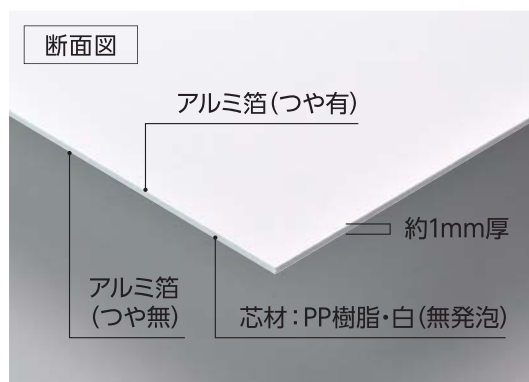 断面図
アルミ箔(つや有)
約1mm厚
アルミ箔
(つや無)
芯材:PP樹脂・白(無発泡)